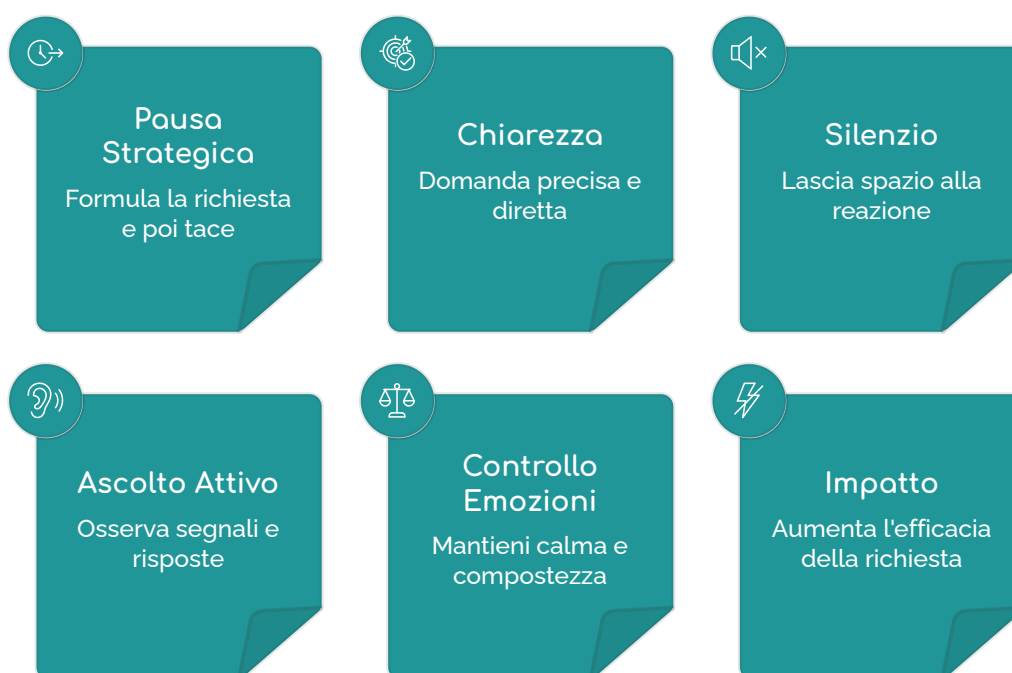 Pausa
Strategica
Formula la richiesta
e poi tace
Chiarezza
Domanda precisa e
diretta
Silenzio
Lascia spazio alla
reazione
Ascolto Attivo
Osserva segnali e
risposte
Controllo
Emozioni
Mantieni calma e
compostezza
Impatto
Aumenta l'efficacia
della richiesta